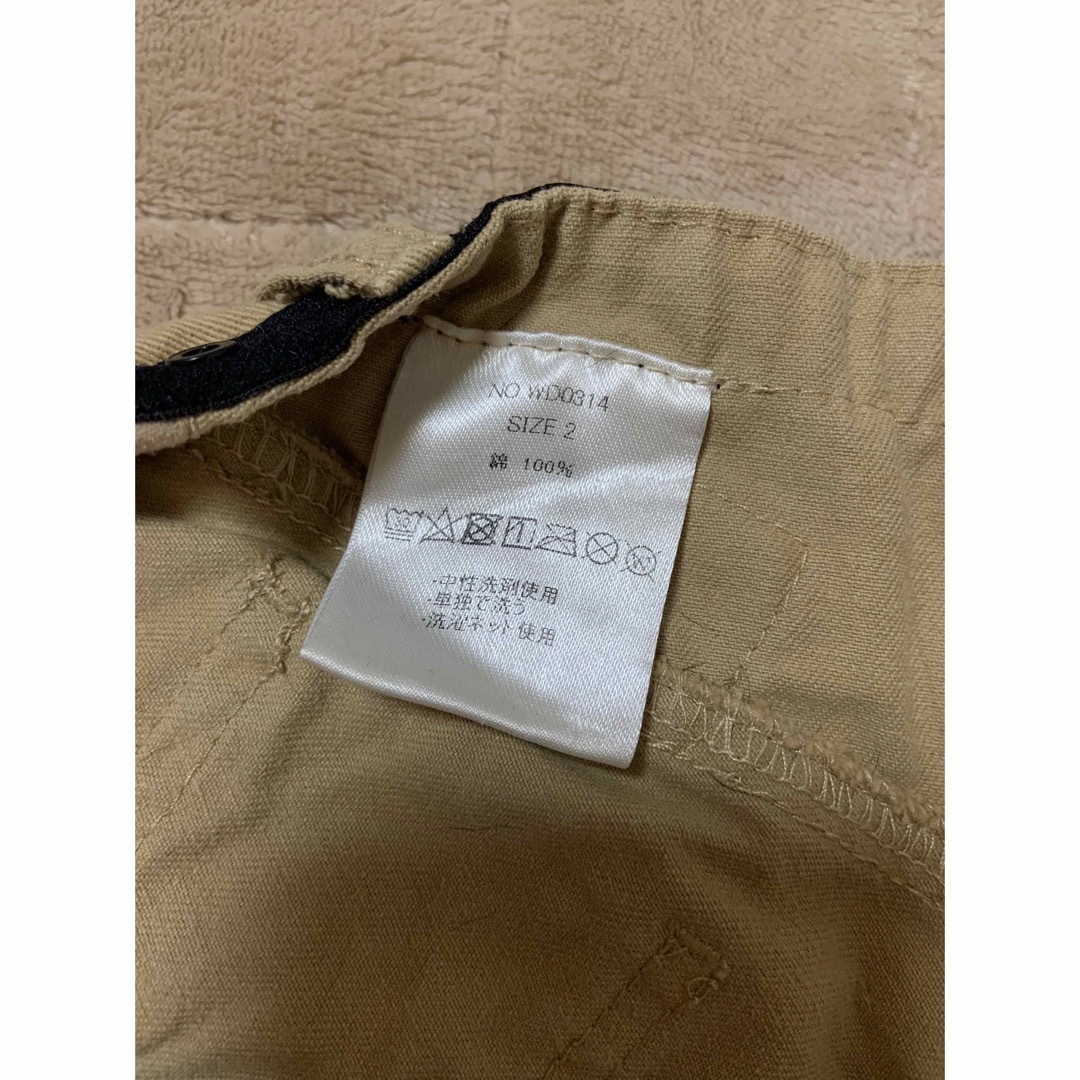 NO WD0314
SIZE 2
綿 100%
・中性洗剤使用
・単独で洗う
・洗濯ネット使用